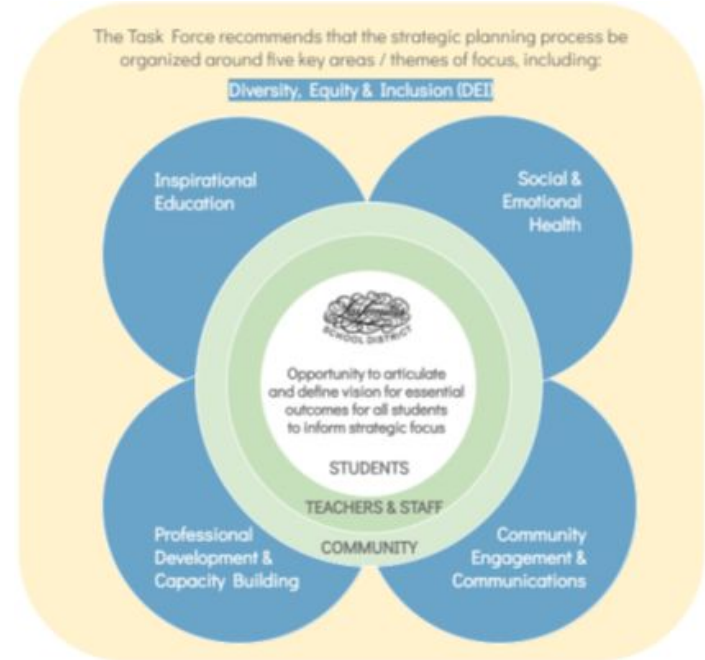 The Task Force recommends that the strategic planning process be
organized around five key areas / themes of focus, including:
Diversity, Equity & Inclusion (DEI)
Inspirational
Education
Social &
Emotional
Health
SCHOOL DISTRICT
Opportunity to articulate
and define vision for essential
outcomes for all students
to inform strategic focus
STUDENTS
TEACHERS & STAFF
COMMUNITY
Professional
Development &
Capacity Building
Community
Engagement &
Communications